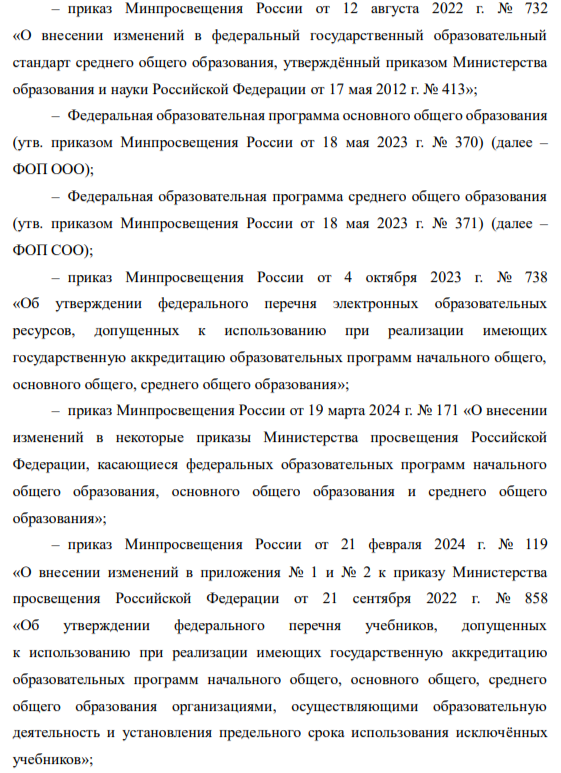 – приказ Минпросвещения России от 12 августа 2022 г. № 732
«О внесении изменений в федеральный государственный образовательный
стандарт среднего общего образования, утверждённый приказом Министерства
образования и науки Российской Федерации от 17 мая 2012 г. № 413»;
– Федеральная образовательная программа основного общего образования
(утв. приказом Минпросвещения России от 18 мая 2023 г. № 370) (далее –
ФОП ООО);
– Федеральная образовательная программа среднего общего образования
(утв. приказом Минпросвещения России от 18 мая 2023 г. № 371) (далее –
ФОП СОО);
– приказ Минпросвещения России от 4 октября 2023 г. № 738
«Об утверждении федерального перечня электронных образовательных
ресурсов, допущенных к использованию при реализации имеющих
государственную аккредитацию образовательных программ начального общего,
основного общего, среднего общего образования»;
– приказ Минпросвещения России от 19 марта 2024 г. № 171 «О внесении
изменений в некоторые приказы Министерства просвещения Российской
Федерации, касающиеся федеральных образовательных программ начального
общего образования, основного общего образования и среднего общего
образования»;
– приказ Минпросвещения России от 21 февраля 2024 г. № 119
«О внесении изменений в приложения № 1 и № 2 к приказу Министерства
просвещения Российской Федерации от 21 сентября 2022 г. № 858
«Об утверждении федерального перечня учебников, допущенных
к использованию при реализации имеющих государственную аккредитацию
образовательных программ начального общего, основного общего, среднего
общего образования организациями, осуществляющими образовательную
деятельность и установления предельного срока использования исключённых
учебников»;